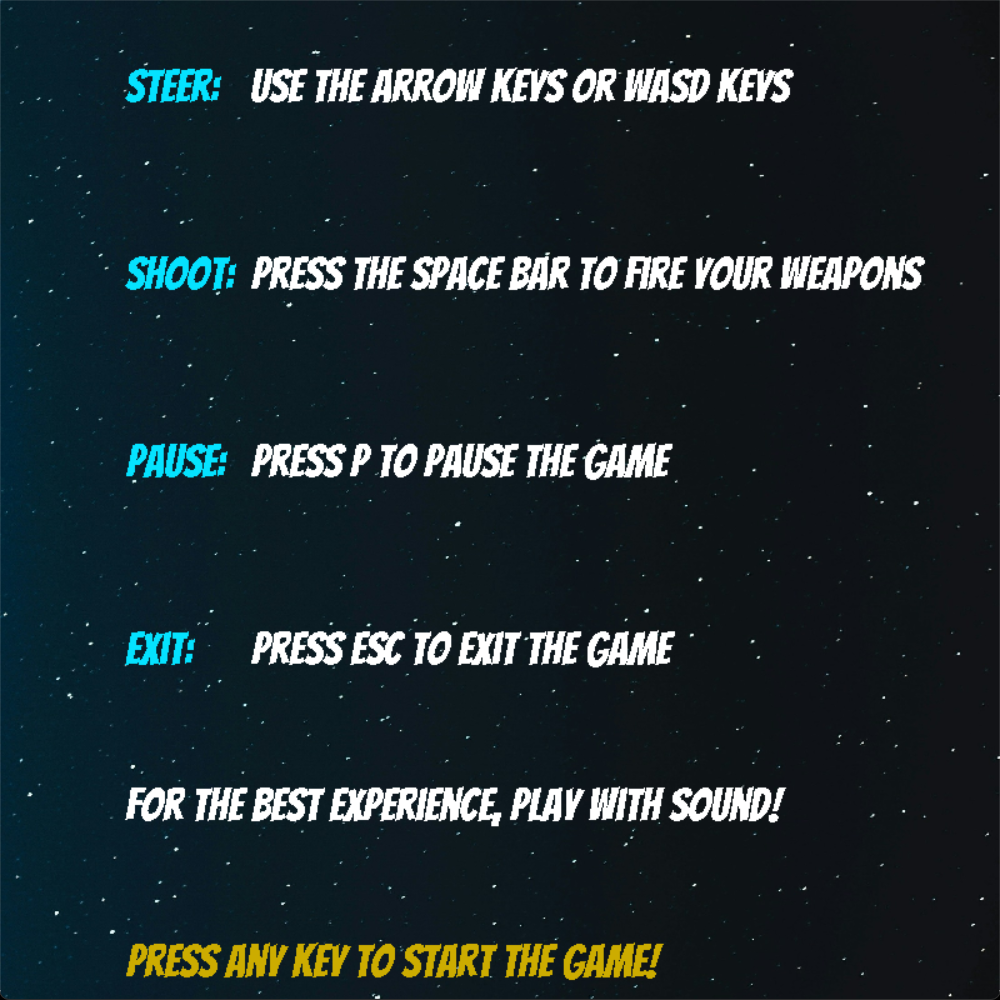 STEER: USE THE ARROW KEYS OR WASD KEYS
SHOOT: PRESS THE SPACE BAR TO FIRE YOUR WEAPONS
PAUSE: PRESS P TO PAUSE THE GAME
EXIT: PRESS ESC TO EXIT THE GAME
FOR THE BEST EXPERIENCE, PLAY WITH SOUND!
PRESS ANY KEY TO START THE GAME!